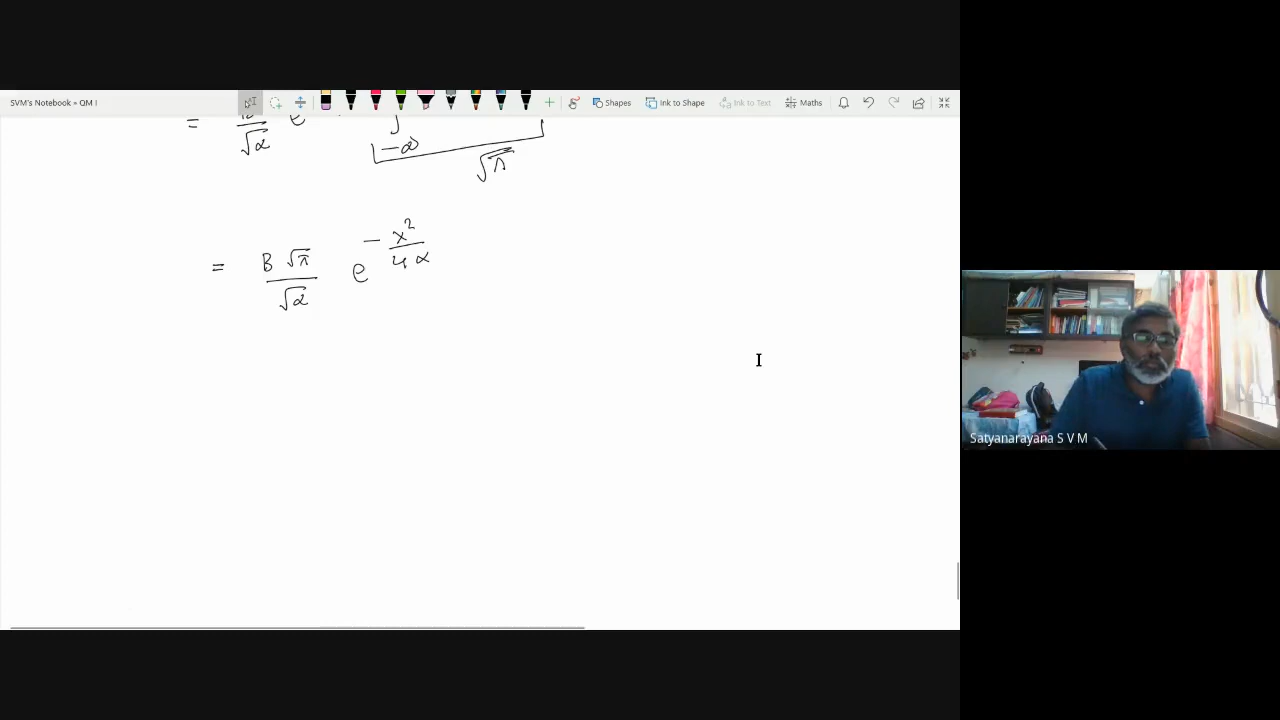 SVM's Notebook » QM I
Shapes Ink to Shape Ink to Text Maths
= √α e ∫ -∞
√π
= B √π / √α e^(- x² / 4α)
Satyanarayana S V M